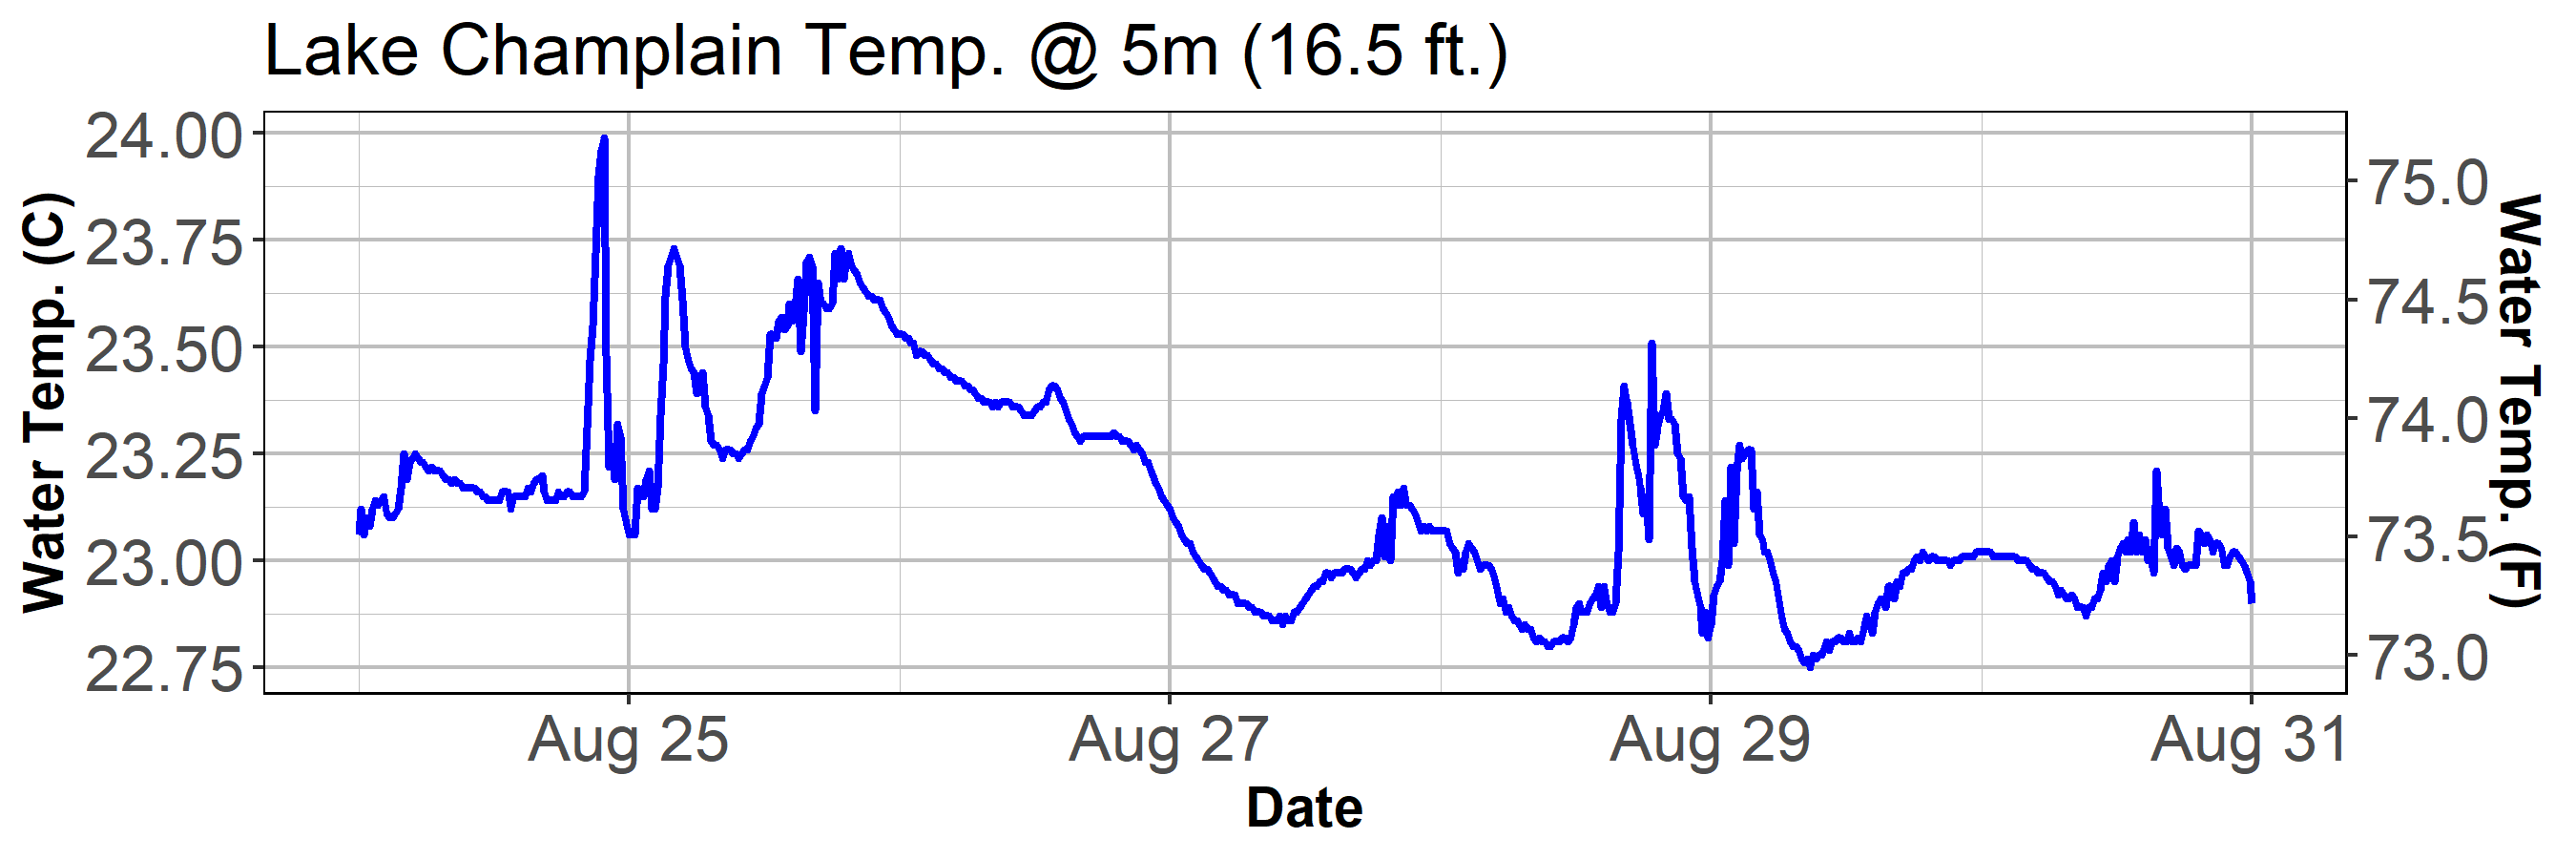 Lake Champlain Temp. @ 5m (16.5 ft.)
Water Temp. (C)
24.00
23.75
23.50
23.25
23.00
22.75
75.0
74.5
74.0
73.5
73.0
Water Temp. (F)
Aug 25
Aug 27
Aug 29
Aug 31
Date